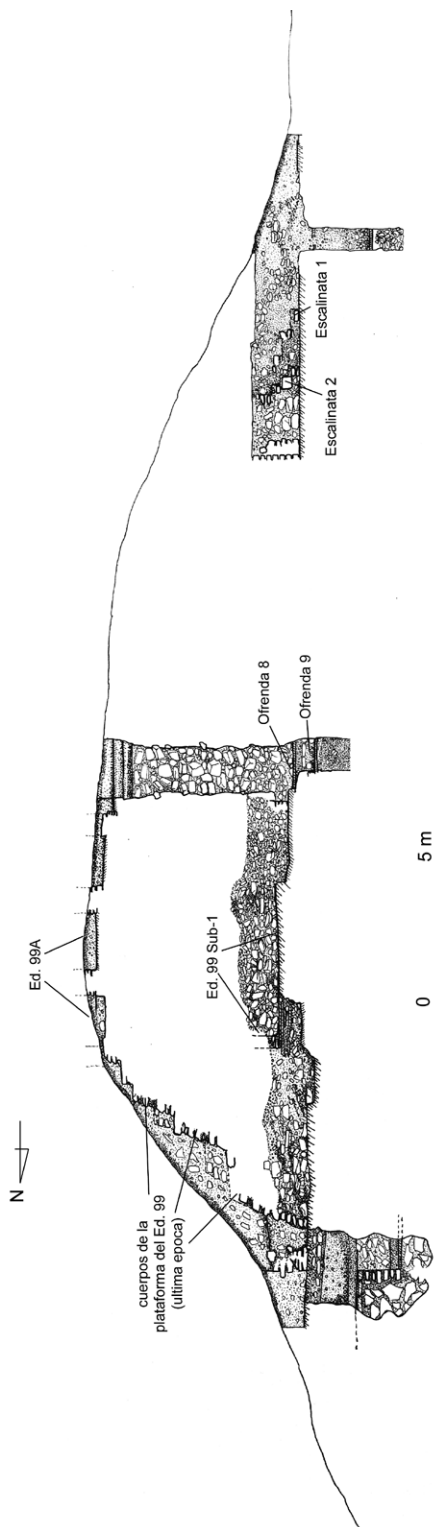 N
cuerpos de la
plataforma del Ed. 99
(ultima epoca)
Ed. 99A
Ed. 99 Sub-1
Ofrenda 8
Ofrenda 9
Escalinata 2
Escalinata 1
0
5 m